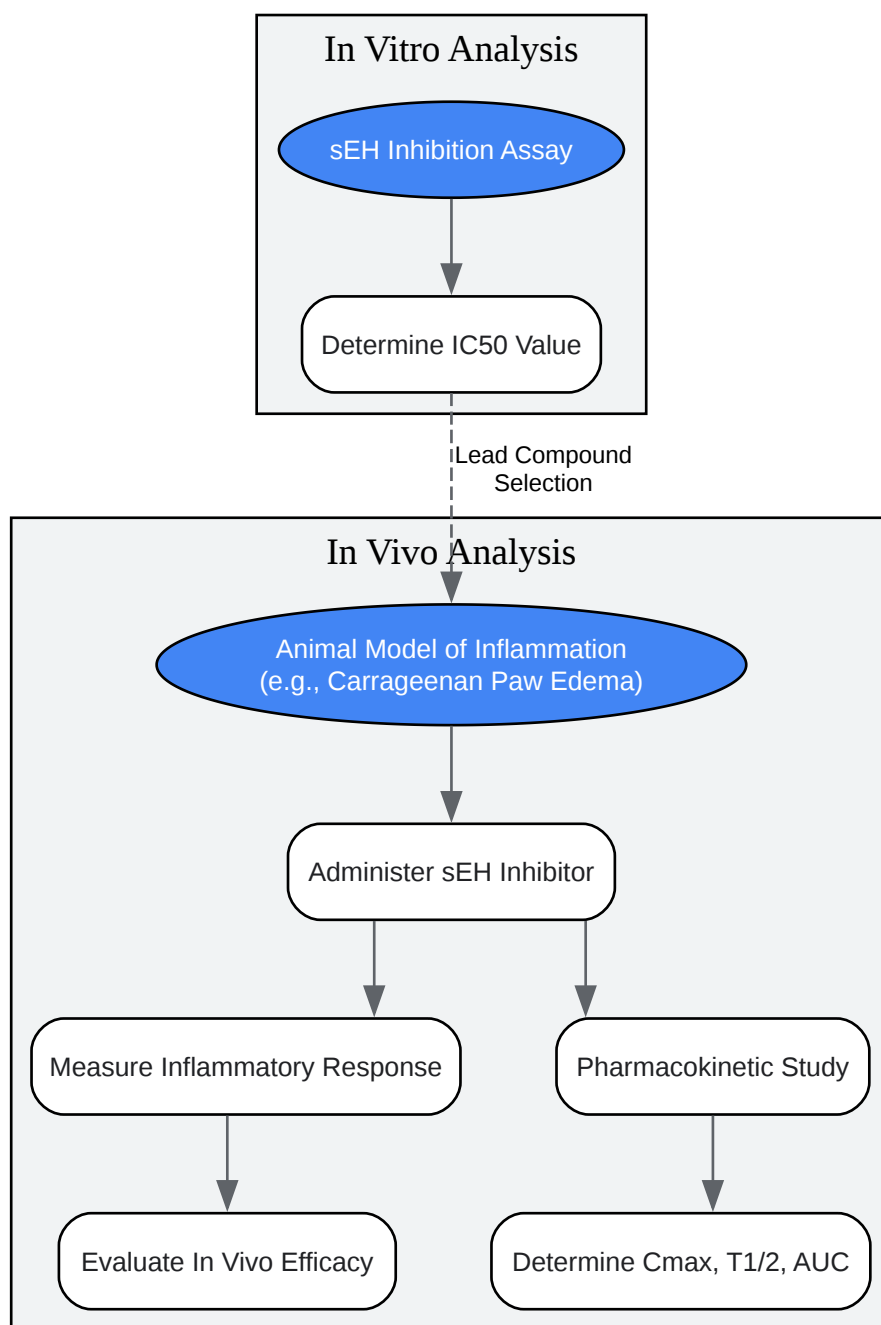 In Vitro Analysis
sEH Inhibition Assay
Determine IC50 Value
Lead Compound
Selection
In Vivo Analysis
Animal Model of Inflammation
(e.g., Carrageenan Paw Edema)
Administer sEH Inhibitor
Measure Inflammatory Response
Pharmacokinetic Study
Evaluate In Vivo Efficacy
Determine Cmax, T1/2, AUC